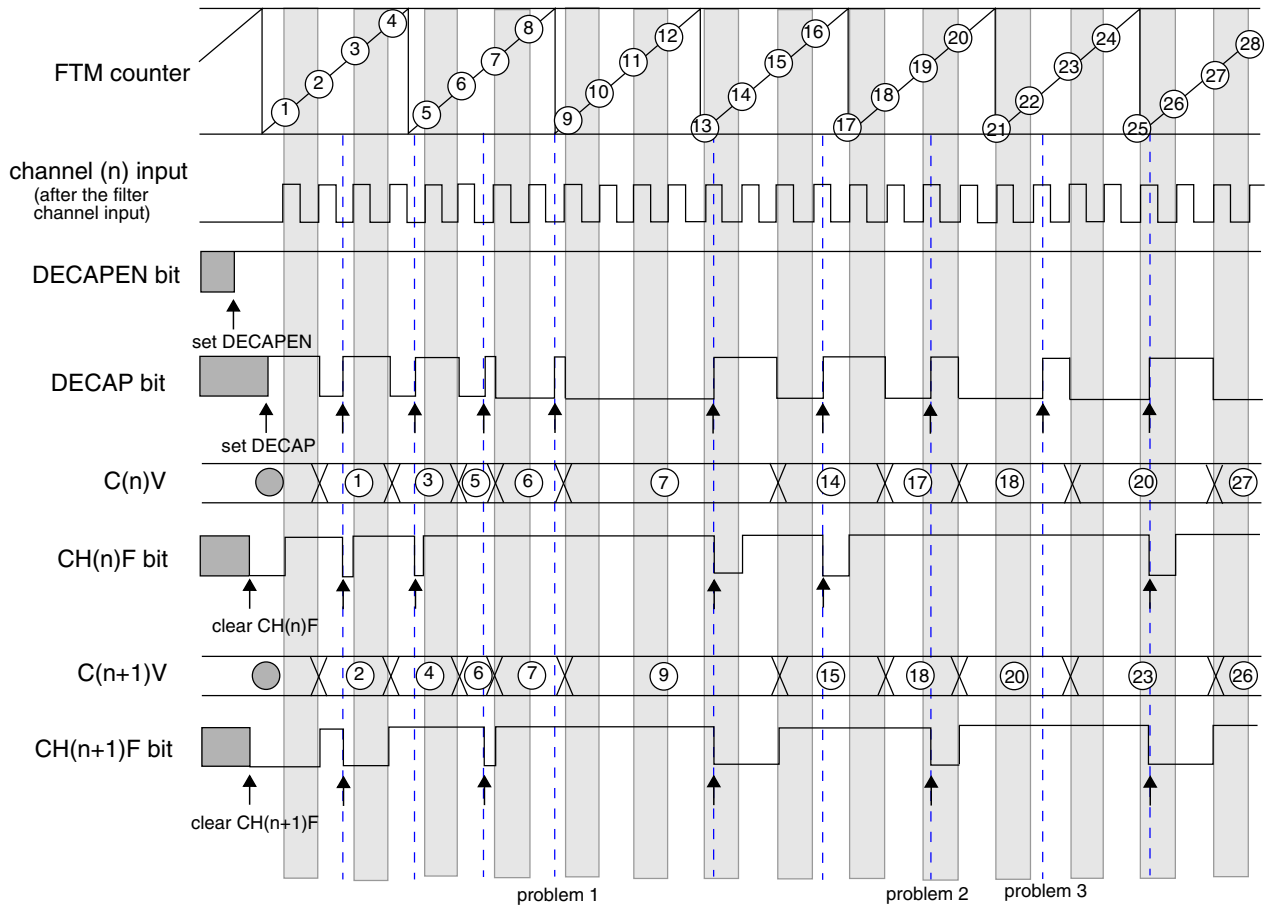 FTM counter
1 2 3 4 5 6 7 8 9 10 11 12 13 14 15 16 17 18 19 20 21 22 23 24 25 26 27 28
channel (n) input
(after the filter
channel input)
DECAPEN bit
set DECAPEN
DECAP bit
set DECAP
C(n)V 1 3 5 6 7 14 17 18 20 27
CH(n)F bit
clear CH(n)F
C(n+1)V 2 4 6 7 9 15 18 20 23 26
CH(n+1)F bit
clear CH(n+1)F
problem 1 problem 2 problem 3